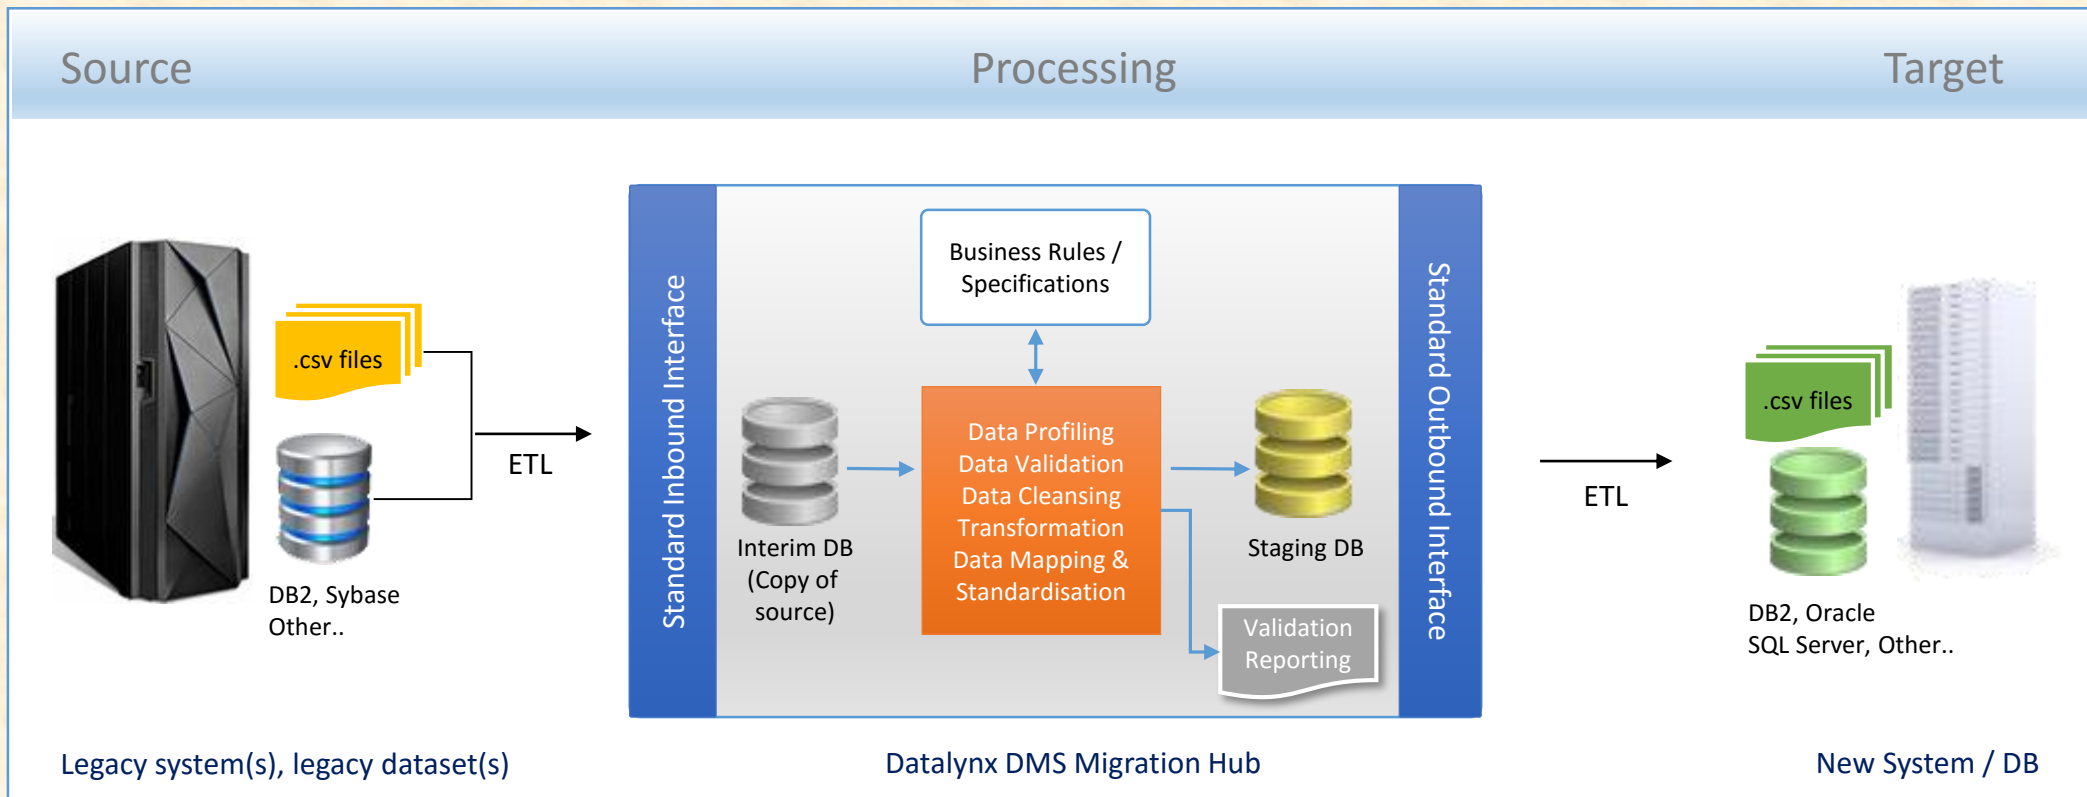 Source
Processing
Target
.csv files
DB2, Sybase
Other..
ETL
Standard Inbound Interface
Business Rules /
Specifications
Interim DB
(Copy of
source)
Data Profiling
Data Validation
Data Cleansing
Transformation
Data Mapping &
Standardisation
Staging DB
Validation
Reporting
Standard Outbound Interface
ETL
.csv files
DB2, Oracle
SQL Server, Other..
Legacy system(s), legacy dataset(s)
Datalynx DMS Migration Hub
New System / DB